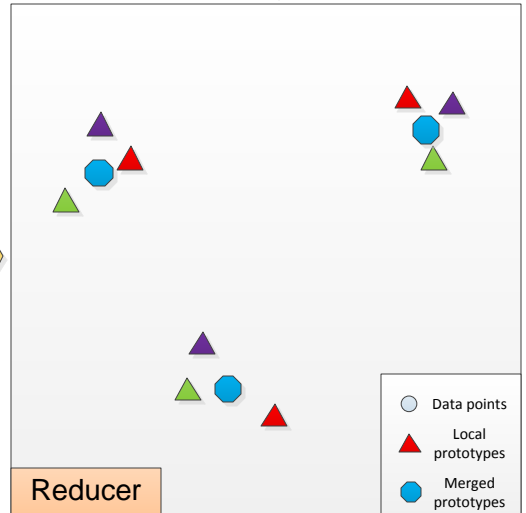 Data points
Local
prototypes
Merged
prototypes
Reducer